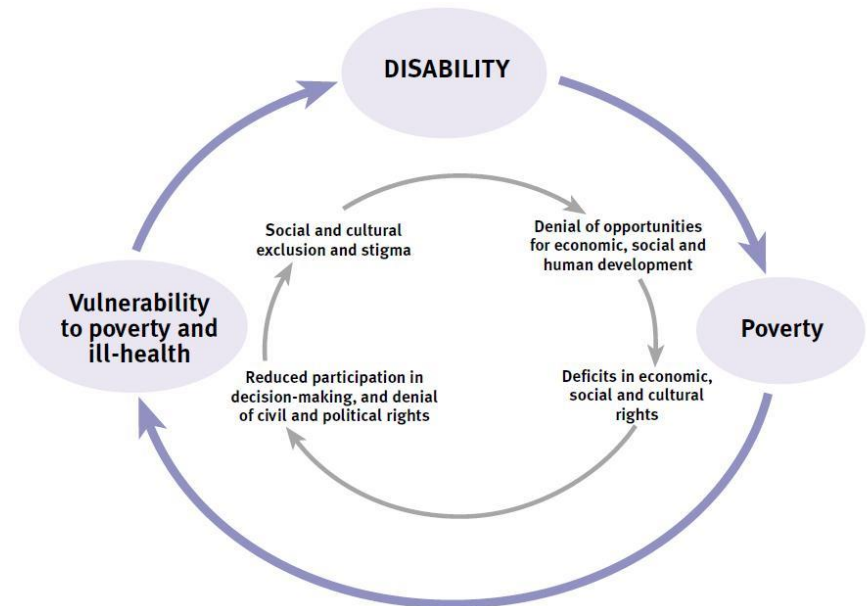 DISABILITY
Social and cultural
exclusion and stigma
Denial of opportunities
for economic, social and
human development
Vulnerability
to poverty and
ill-health
Poverty
Reduced participation in
decision-making, and denial
of civil and political rights
Deficits in economic,
social and cultural
rights